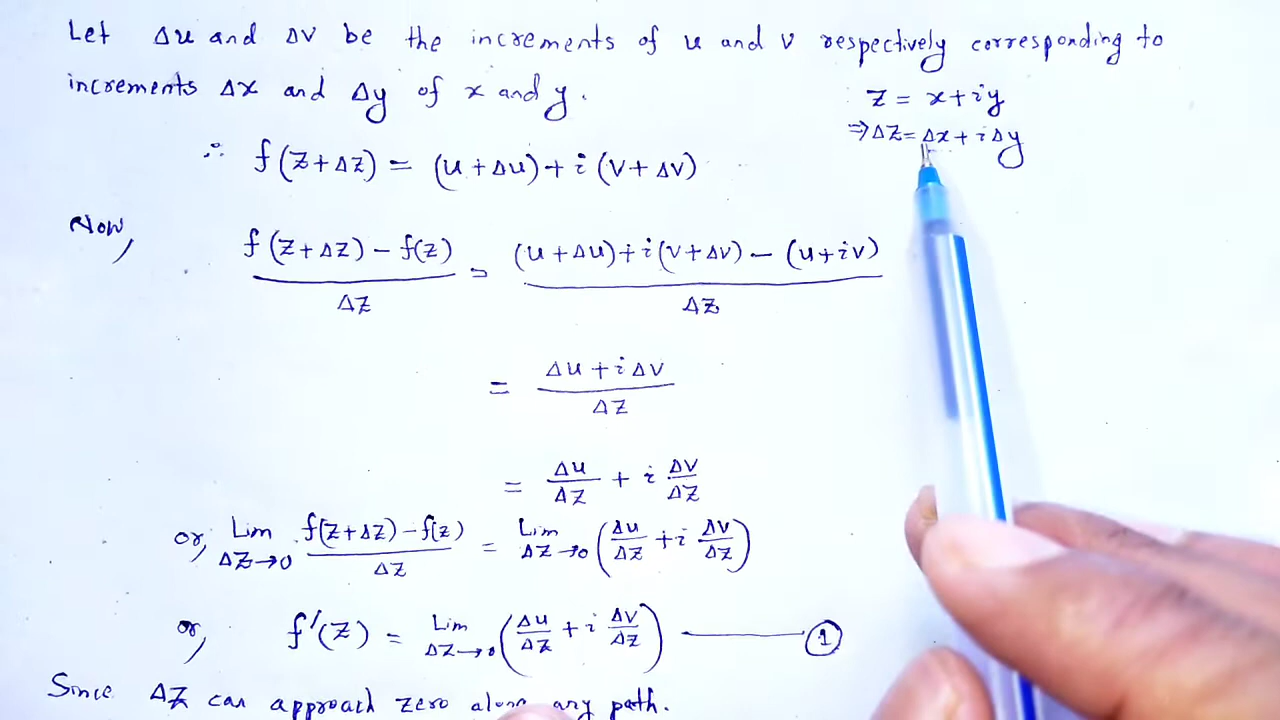 Let Δu and Δv be the increments of u and v respectively corresponding to
increments Δx and Δy of x and y.
z = x+iy
⇒Δz=Δx+iΔy
∴ f(z+Δz) = (u+Δu)+i(v+Δv)
Now, (f(z+Δz)-f(z))/Δz = ((u+Δu)+i(v+Δv)-(u+iv))/Δz
= (Δu+iΔv)/Δz
= Δu/Δz + i Δv/Δz
or, Lim Δz→0 (f(z+Δz)-f(z))/Δz = Lim Δz→0 (Δu/Δz +i Δv/Δz)
or, f'(z) = Lim Δz→0 (Δu/Δz + i Δv/Δz) ——— ①
Since Δz can approach zero along any path.